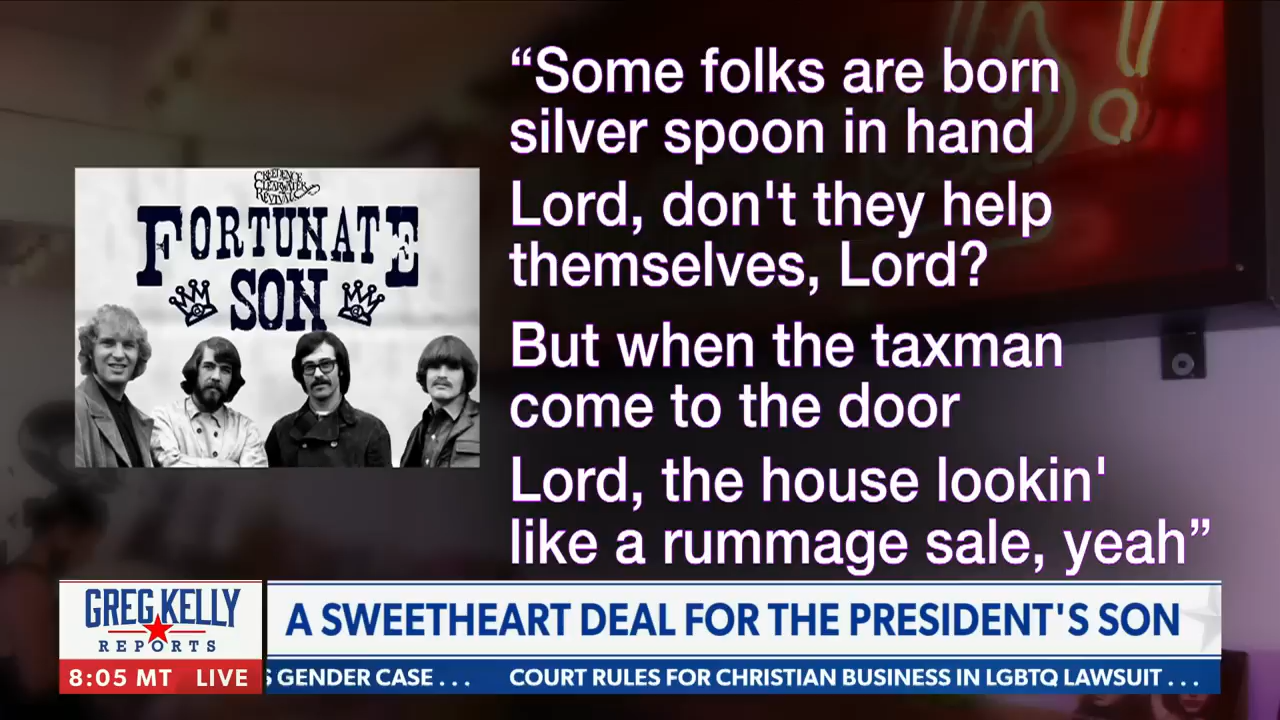 “Some folks are born
silver spoon in hand
Lord, don't they help
themselves, Lord?
But when the taxman
come to the door
Lord, the house lookin'
like a rummage sale, yeah”
CREEDENCE
CLEARWATER
REVIVAL
FORTUNATE
SON
GREG KELLY
REPORTS
A SWEETHEART DEAL FOR THE PRESIDENT'S SON
8:05 MT LIVE
S GENDER CASE . . . COURT RULES FOR CHRISTIAN BUSINESS IN LGBTQ LAWSUIT . . .